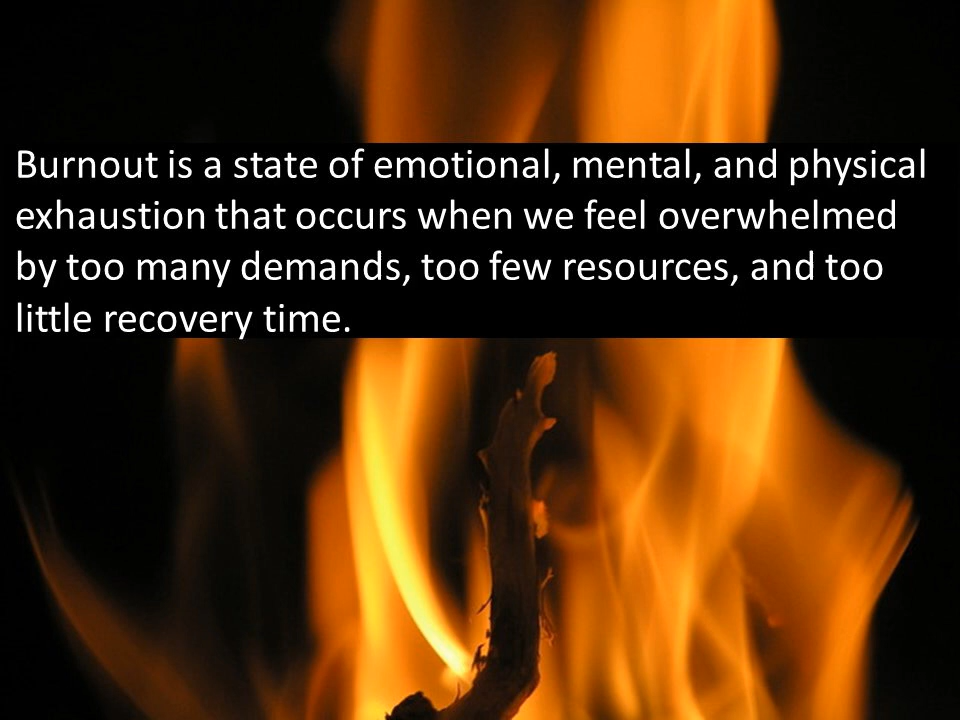 Burnout is a state of emotional, mental, and physical
exhaustion that occurs when we feel overwhelmed
by too many demands, too few resources, and too
little recovery time.